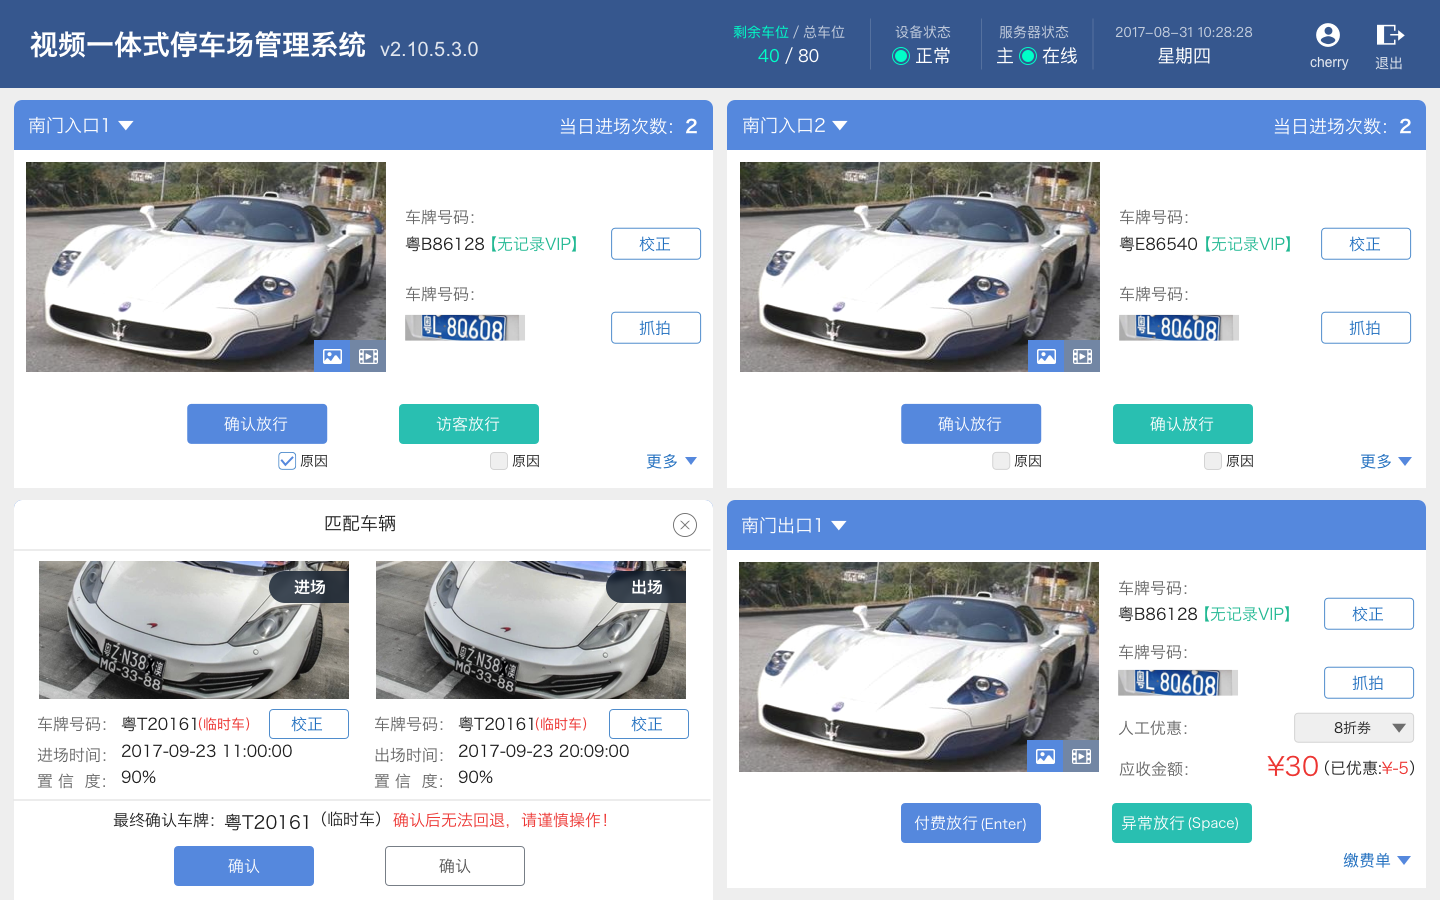 视频一体式停车场管理系统 v2.10.5.3.0
剩余车位 / 总车位
40 / 80
设备状态
正常
服务器状态
主 在线
2017-08-31 10:28:28
星期四
cherry
退出
南门入口1
当日进场次数：2
车牌号码：
粤B86128【无记录VIP】
校正
车牌号码：
粤L 8Q608
抓拍
确认放行
访客放行
原因
原因
更多
南门入口2
当日进场次数：2
车牌号码：
粤E86540【无记录VIP】
校正
车牌号码：
粤L 8Q608
抓拍
确认放行
确认放行
原因
原因
更多
匹配车辆
进场
粤Z·N38
MQ-33-88
车牌号码： 粤T20161(临时车)
校正
进场时间： 2017-09-23 11:00:00
置 信 度： 90%
出场
粤Z·N38
MQ-33-88
车牌号码： 粤T20161(临时车)
校正
出场时间： 2017-09-23 20:09:00
置 信 度： 90%
最终确认车牌：粤T20161（临时车）确认后无法回退，请谨慎操作！
确认
确认
南门出口1
车牌号码：
粤B86128【无记录VIP】
校正
车牌号码：
粤L 8Q608
抓拍
人工优惠：
8折券
应收金额：
¥30 (已优惠:¥-5)
付费放行 (Enter)
异常放行 (Space)
缴费单